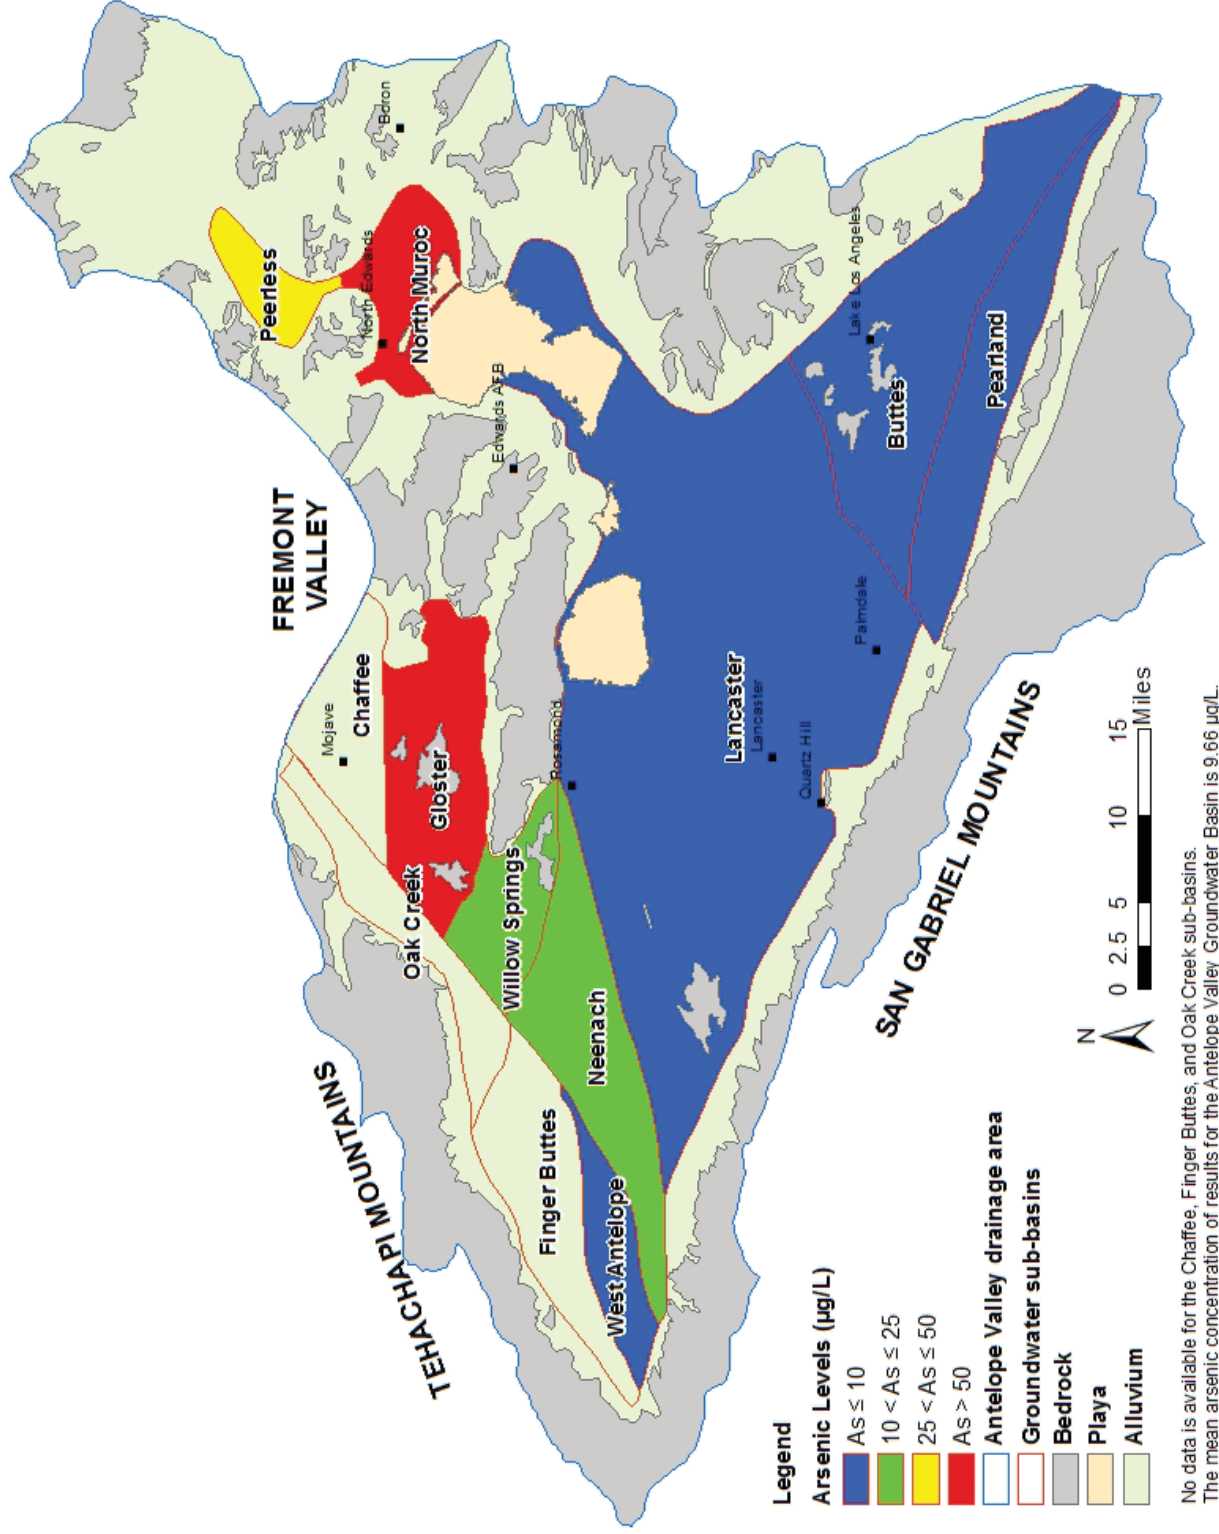 FREMONT
VALLEY
TEHACHAPI MOUNTAINS
SAN GABRIEL MOUNTAINS
Peerless
Boron
North Edwards
North Muroc
Edwards AFB
Mojave
Chaffee
Gloster
Oak Creek
Willow Springs
Rosamond
Neenach
Finger Buttes
West Antelope
Lancaster
Lancaster
Quartz Hill
Palmdale
Lake Los Angeles
Buttes
Pearland
N
0 2.5 5 10 15
Miles
Legend
Arsenic Levels (µg/L)
As ≤ 10
10 < As ≤ 25
25 < As ≤ 50
As > 50
Antelope Valley drainage area
Groundwater sub-basins
Bedrock
Playa
Alluvium
No data is available for the Chaffee, Finger Buttes, and Oak Creek sub-basins.
The mean arsenic concentration of results for the Antelope Valley Groundwater Basin is 9.66 µg/L.